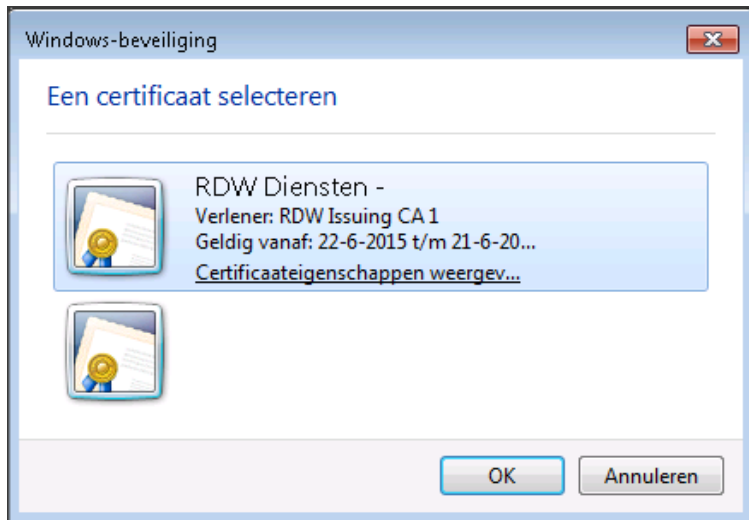 Windows-beveiliging
Een certificaat selecteren
RDW Diensten -
Verlener: RDW Issuing CA 1
Geldig vanaf: 22-6-2015 t/m 21-6-20...
Certificaateigenschappen weergev...
OK
Annuleren